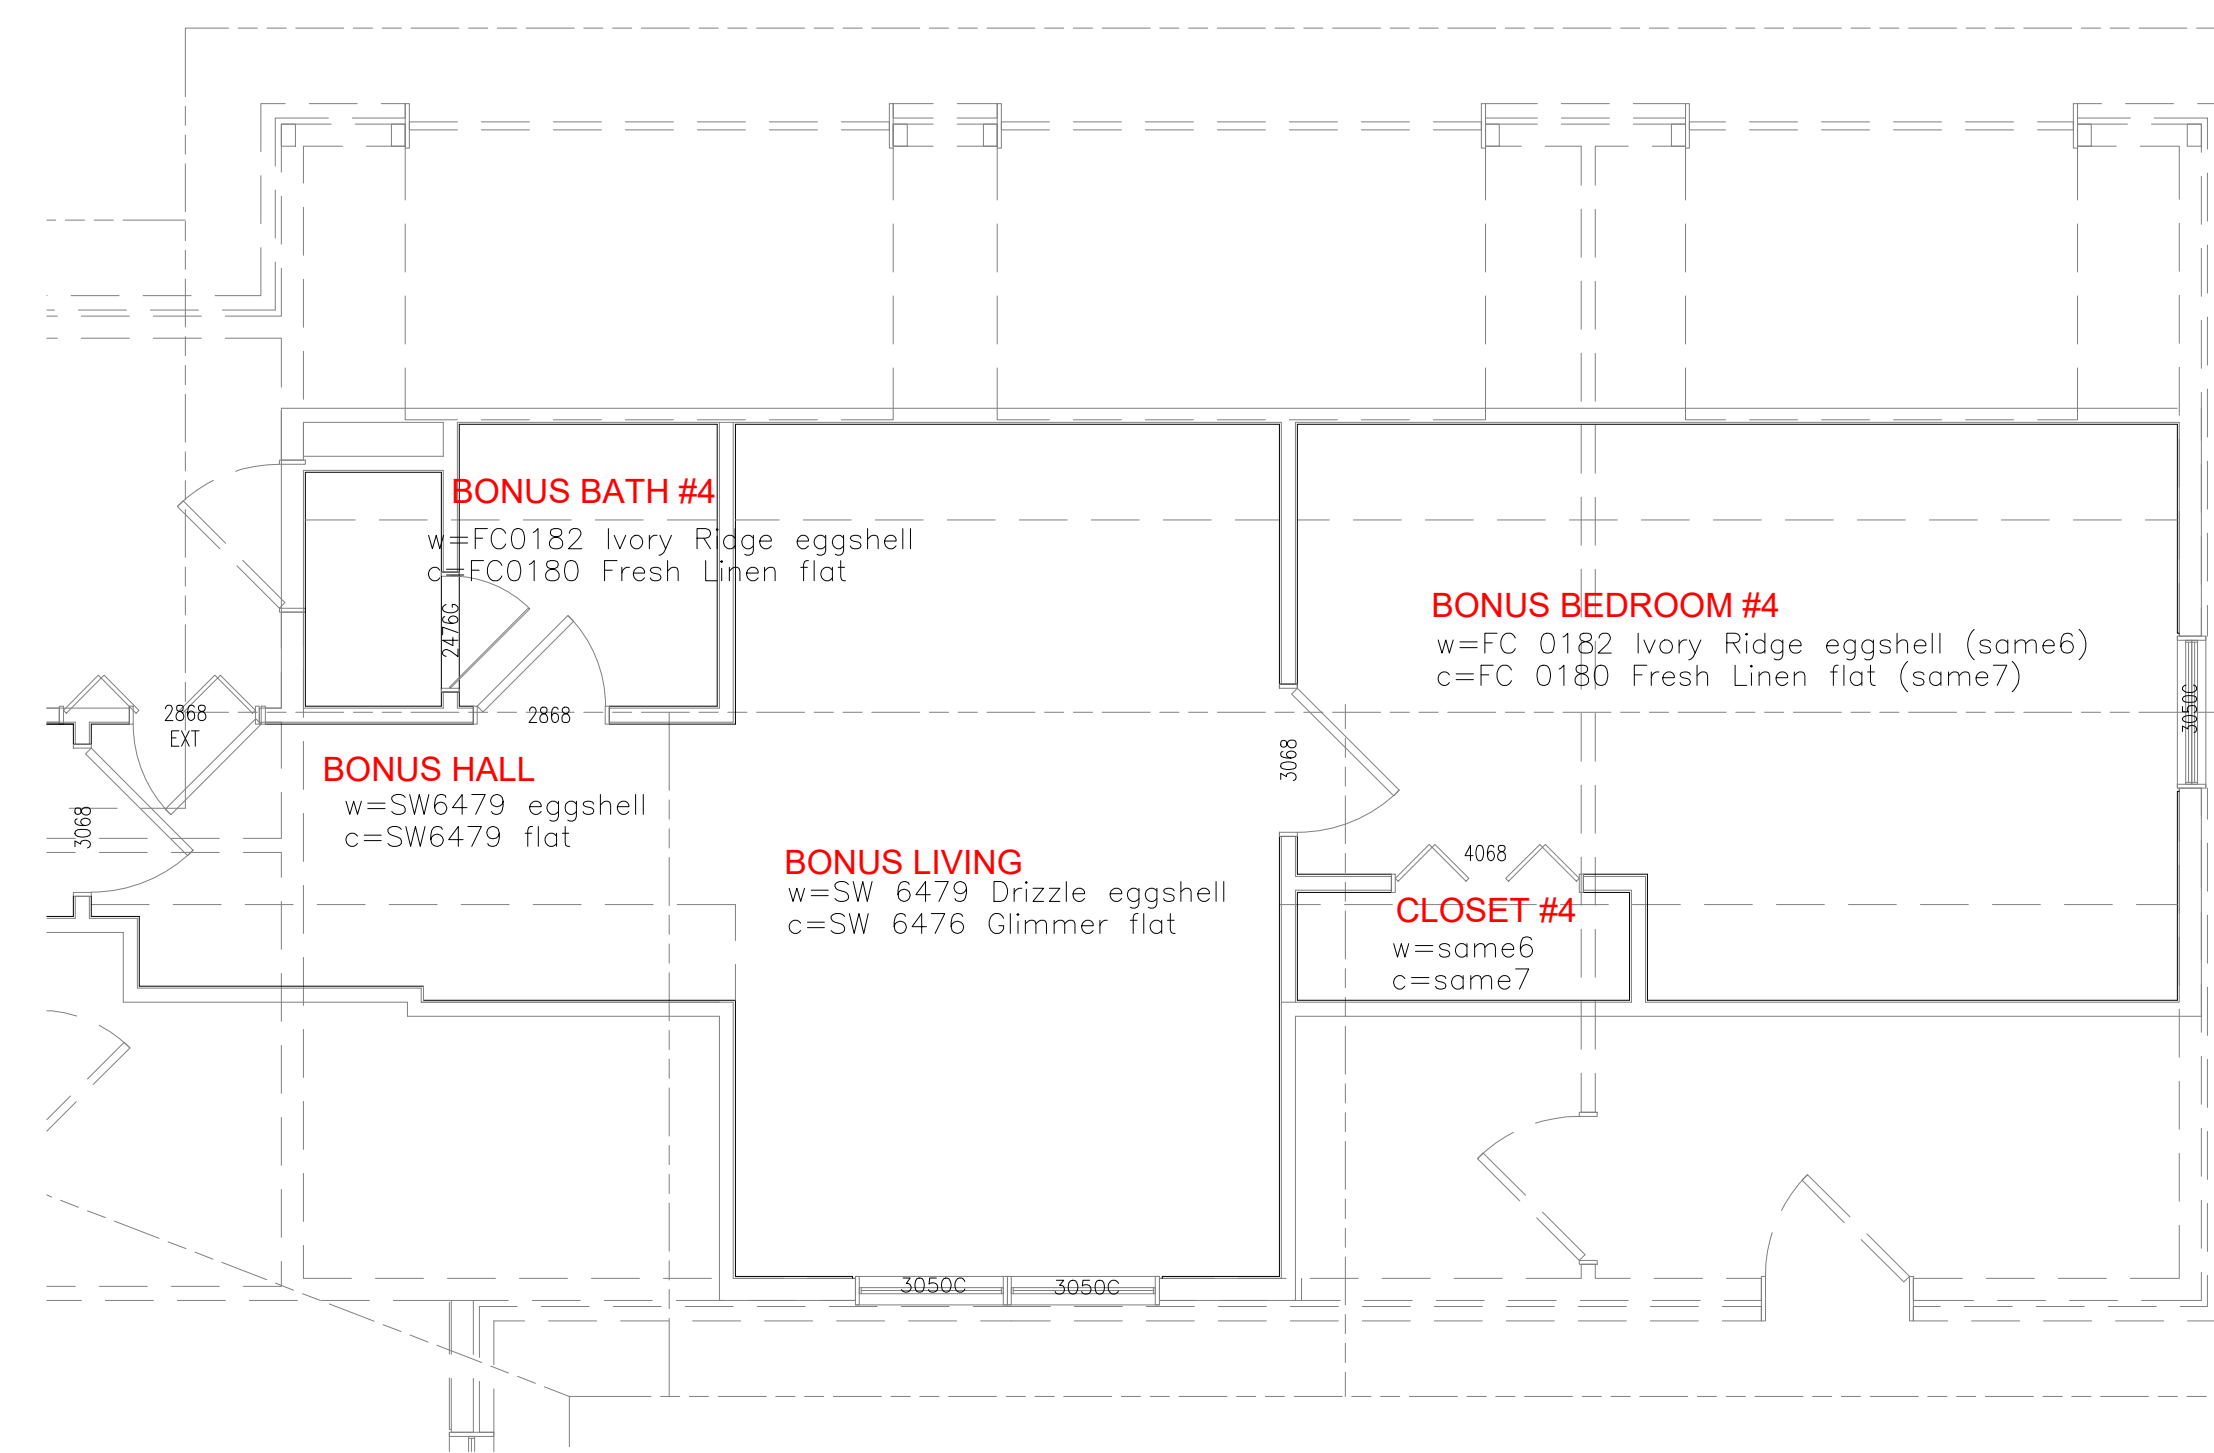 BONUS BATH #4
w=FC0182 Ivory Ridge eggshell
c=FC0180 Fresh Linen flat
2476G
BONUS BEDROOM #4
w=FC 0182 Ivory Ridge eggshell (same6)
c=FC 0180 Fresh Linen flat (same7)
3050C
2868
EXT
2868
3068
BONUS HALL
w=SW6479 eggshell
c=SW6479 flat
3068
BONUS LIVING
w=SW 6479 Drizzle eggshell
c=SW 6476 Glimmer flat
4068
CLOSET #4
w=same6
c=same7
3050C
3050C